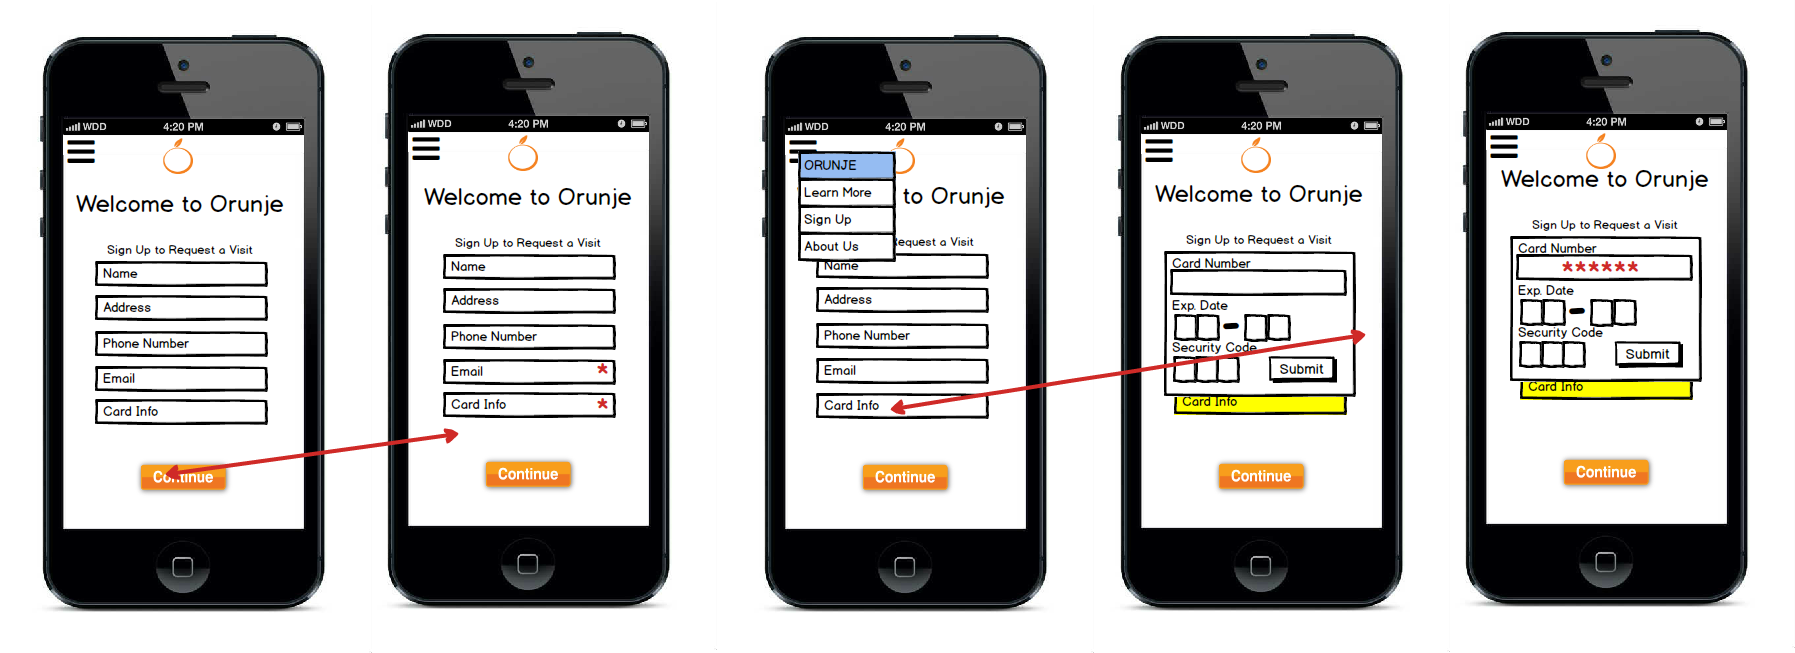 WDD 4:20 PM
Welcome to Orunje
Sign Up to Request a Visit
Name
Address
Phone Number
Email
Card Info
Continue
WDD 4:20 PM
Welcome to Orunje
Sign Up to Request a Visit
Name
Address
Phone Number
Email *
Card Info *
Continue
WDD 4:20 PM
ORUNJE
Learn More
to Orunje
Sign Up
About Us
Request a Visit
Name
Address
Phone Number
Email
Card Info
Continue
WDD 4:20 PM
Welcome to Orunje
Sign Up to Request a Visit
Card Number
Exp. Date
-
Security Code
Submit
Card Info
Continue
WDD 4:20 PM
Welcome to Orunje
Sign Up to Request a Visit
Card Number
******
Exp. Date
-
Security Code
Submit
Card Info
Continue